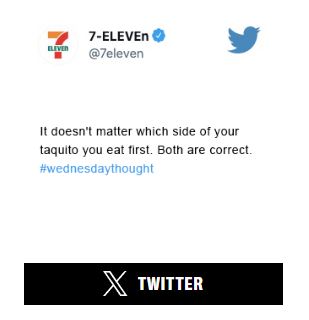 7-ELEVEn
@7eleven
ELEVEN
It doesn't matter which side of your
taquito you eat first. Both are correct.
#wednesdaythought
X TWITTER